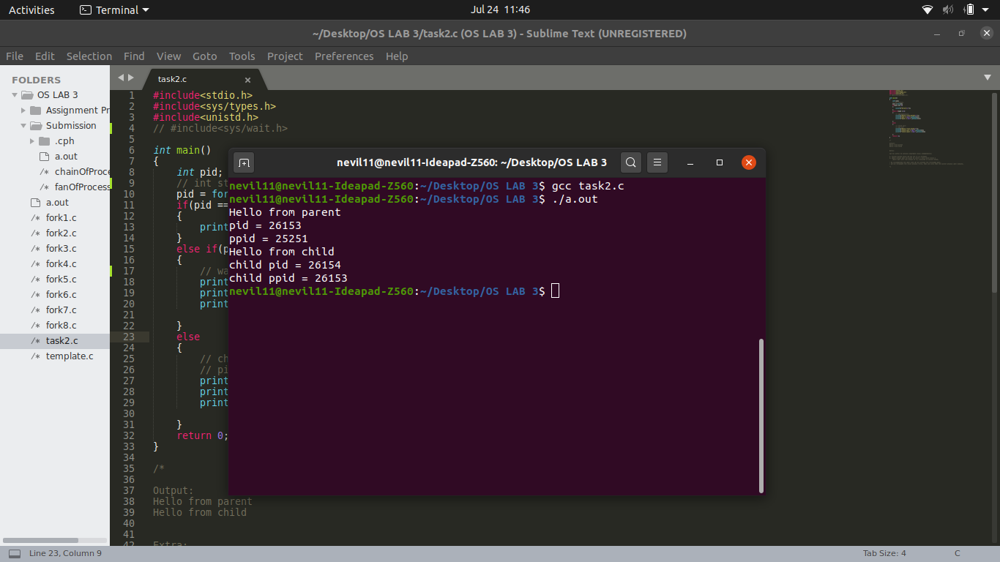 Activities Terminal Jul 24 11:46
~/Desktop/OS LAB 3/task2.c (OS LAB 3) - Sublime Text (UNREGISTERED)
File Edit Selection Find View Goto Tools Project Preferences Help
FOLDERS
OS LAB 3
Assignment Pr
Submission
.cph
a.out
chainOfProce
fanOfProcess
a.out
fork1.c
fork2.c
fork3.c
fork4.c
fork5.c
fork6.c
fork7.c
fork8.c
task2.c
template.c
task2.c
1 #include<stdio.h>
2 #include<sys/types.h>
3 #include<unistd.h>
4 // #include<sys/wait.h>
5
6 int main()
7 {
8 int pid;
9 // int st
10 pid = for
11 if(pid ==
12 {
13 print
14 }
15 else if(p
16 {
17 // wa
18 print
19 print
20 print
21
22 }
23 else
24 {
25 // ch
26 // pi
27 print
28 print
29 print
30
31 }
32 return 0;
33 }
34
35 /*
36
37 Output:
38 Hello from parent
39 Hello from child
40
41
42 Extra:
nevil11@nevil11-Ideapad-Z560: ~/Desktop/OS LAB 3
nevil11@nevil11-Ideapad-Z560:~/Desktop/OS LAB 3$ gcc task2.c
nevil11@nevil11-Ideapad-Z560:~/Desktop/OS LAB 3$ ./a.out
Hello from parent
pid = 26153
ppid = 25251
Hello from child
child pid = 26154
child ppid = 26153
nevil11@nevil11-Ideapad-Z560:~/Desktop/OS LAB 3$
Line 23, Column 9 Tab Size: 4 C